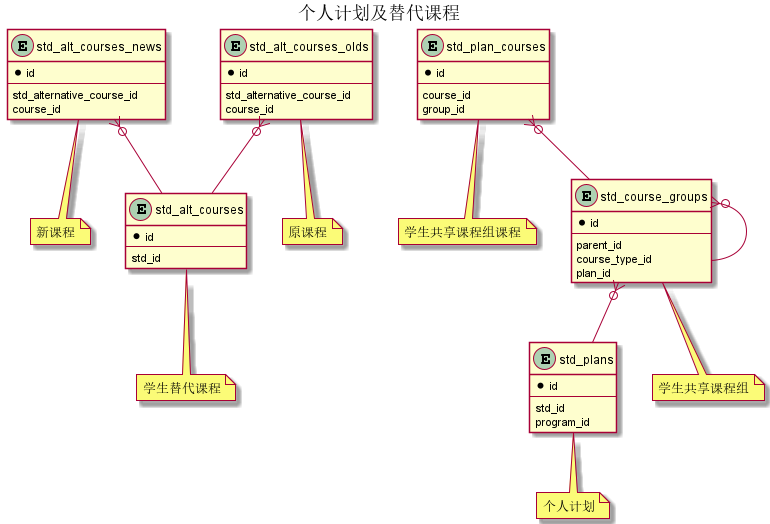 个人计划及替代课程
E std_alt_courses_news
id
std_alternative_course_id
course_id
E std_alt_courses_olds
id
std_alternative_course_id
course_id
E std_plan_courses
id
course_id
group_id
新课程
E std_alt_courses
id
std_id
原课程
学生共享课程组课程
E std_course_groups
id
parent_id
course_type_id
plan_id
学生替代课程
E std_plans
id
std_id
program_id
学生共享课程组
个人计划